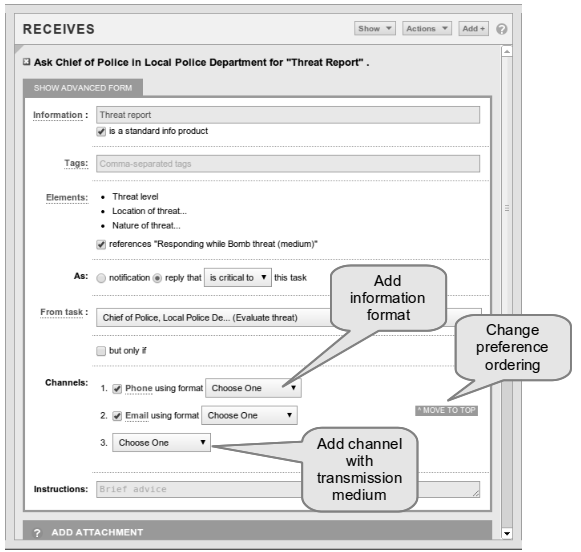 RECEIVES
Show Actions Add +
Ask Chief of Police in Local Police Department for "Threat Report" .
SHOW ADVANCED FORM
Information : Threat report
is a standard info product
Tags: Comma-separated tags
Elements: • Threat level
• Location of threat...
• Nature of threat...
references "Responding while Bomb threat (medium)"
As: notification reply that is critical to this task
From task : Chief of Police, Local Police De... (Evaluate threat)
but only if
Channels: 1. Phone using format Choose One
2. Email using format Choose One
^ MOVE TO TOP
3. Choose One
Instructions: Brief advice
? ADD ATTACHMENT
Add
information
format
Change
preference
ordering
Add channel
with
transmission
medium